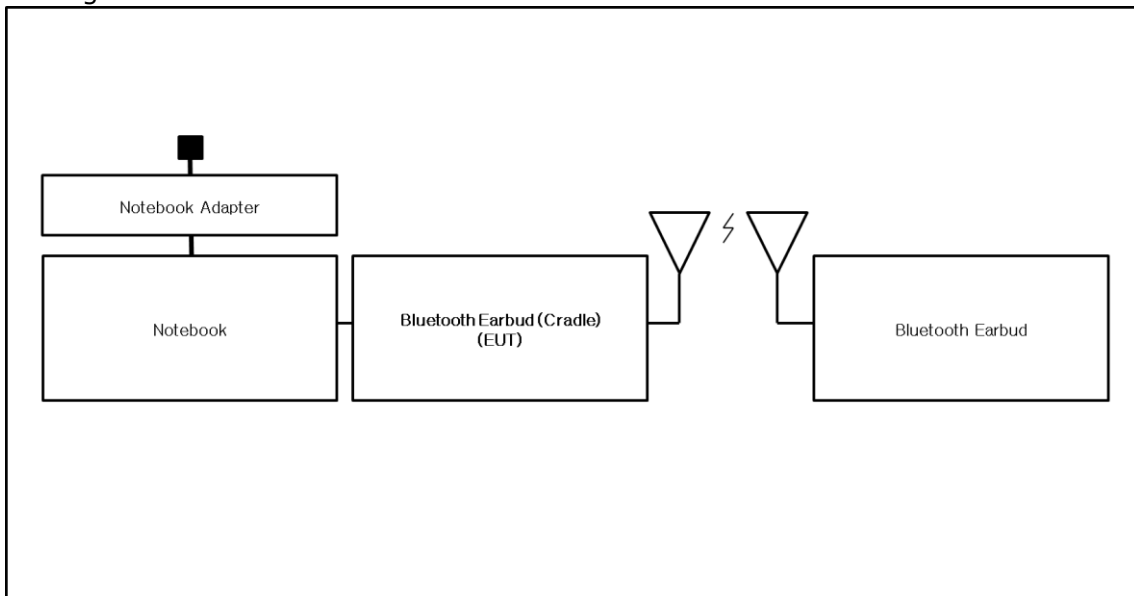 Notebook Adapter
Notebook
Bluetooth Earbud (Cradle)
(EUT)
Bluetooth Earbud